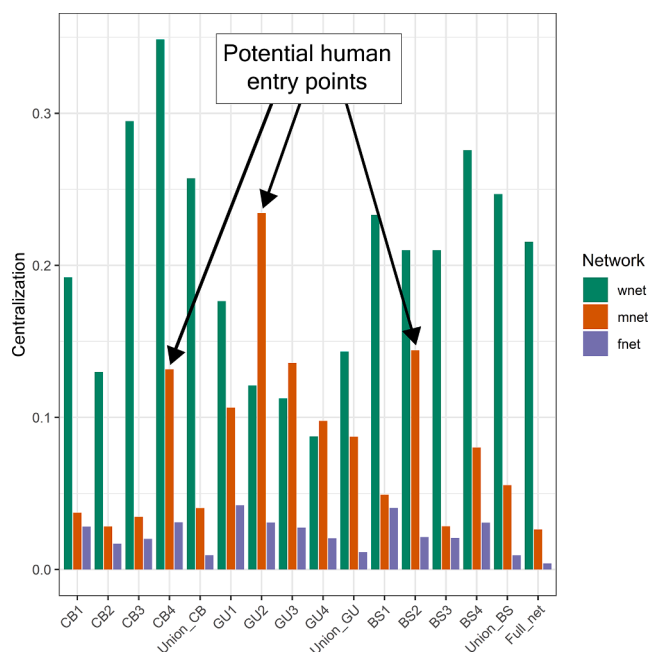 Potential human
entry points
Centralization
0.3
0.2
0.1
0.0
CB1
CB2
CB3
CB4
Union_CB
GU1
GU2
GU3
GU4
Union_GU
BS1
BS2
BS3
BS4
Union_BS
Full_net
Network
wnet
mnet
fnet